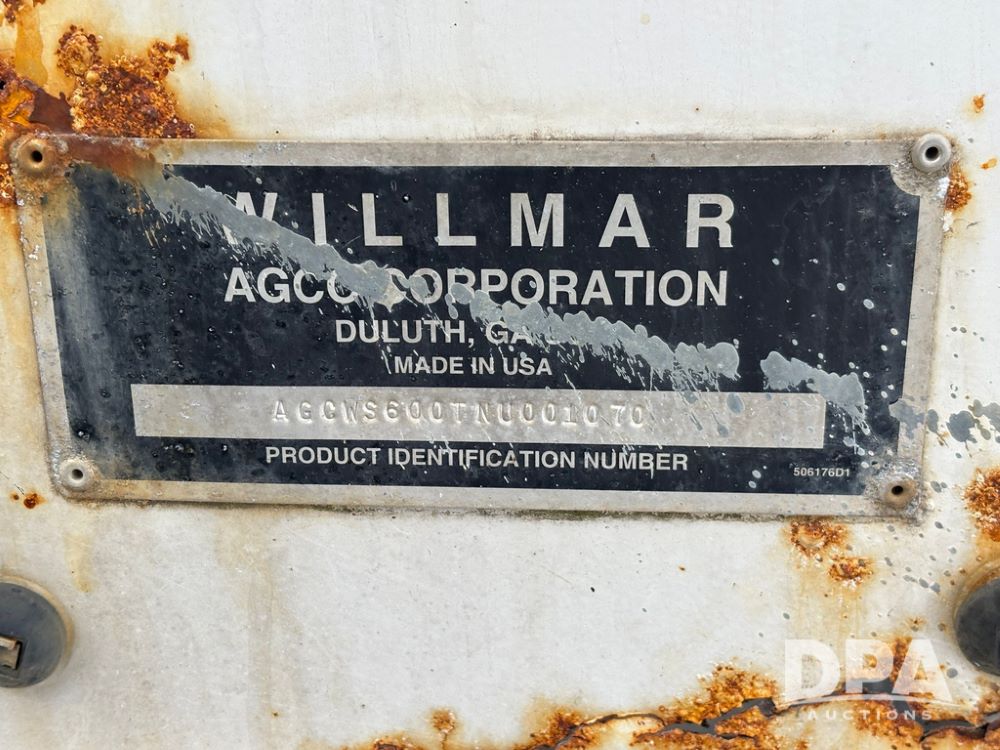 WILLMAR
AGCO CORPORATION
DULUTH, GA
MADE IN USA
AGCWS600TNU001070
PRODUCT IDENTIFICATION NUMBER
506176D1
DPA
AUCTIONS